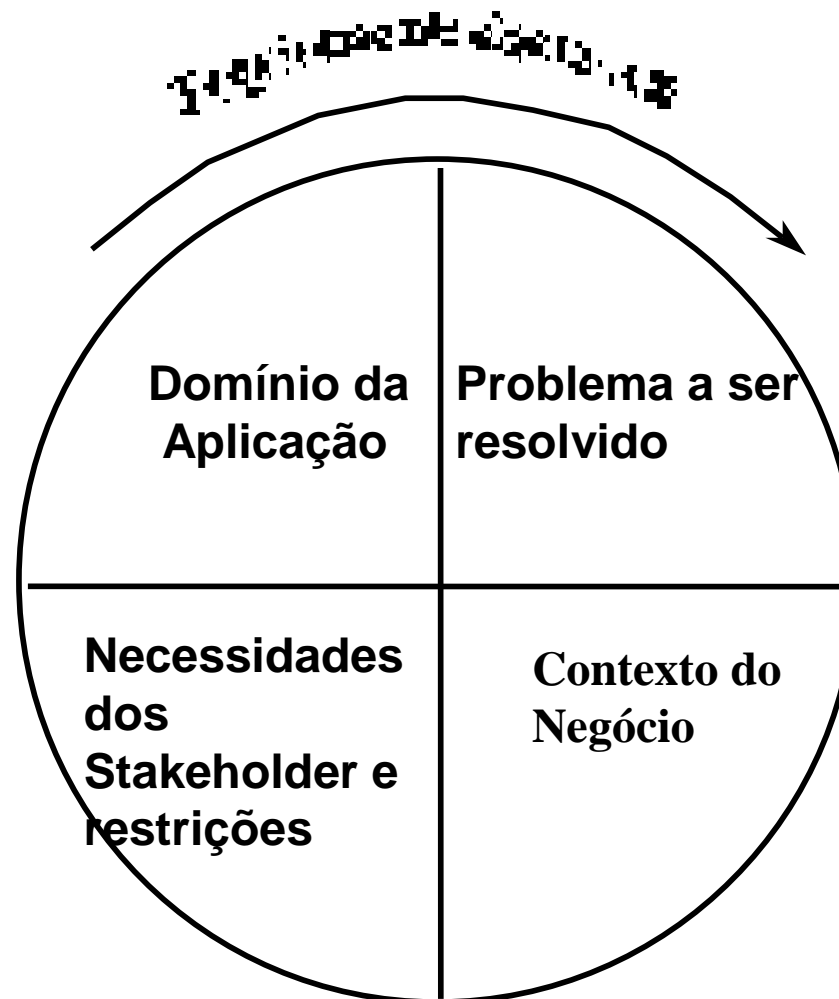 Domínio da
Aplicação
Problema a ser
resolvido
Necessidades
dos
Stakeholder e
restrições
Contexto do
Negócio